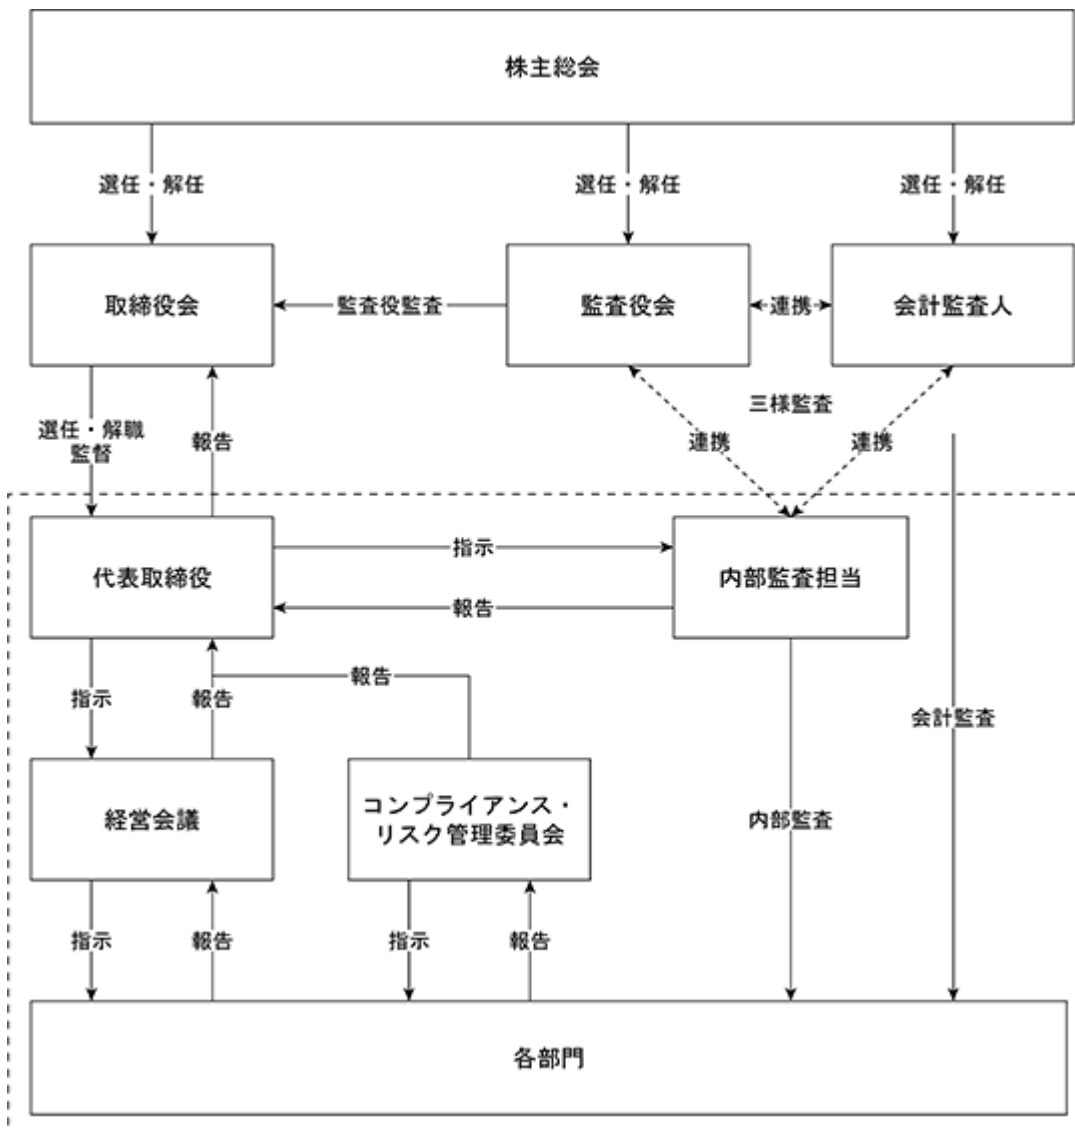 株主総会
選任・解任
選任・解任
選任・解任
取締役会
監査役監査
監査役会
連携
会計監査人
三様監査
選任・解職
監督
報告
連携
連携
代表取締役
指示
報告
内部監査担当
指示
報告
報告
会計監査
経営会議
コンプライアンス・
リスク管理委員会
内部監査
指示
報告
指示
報告
各部門